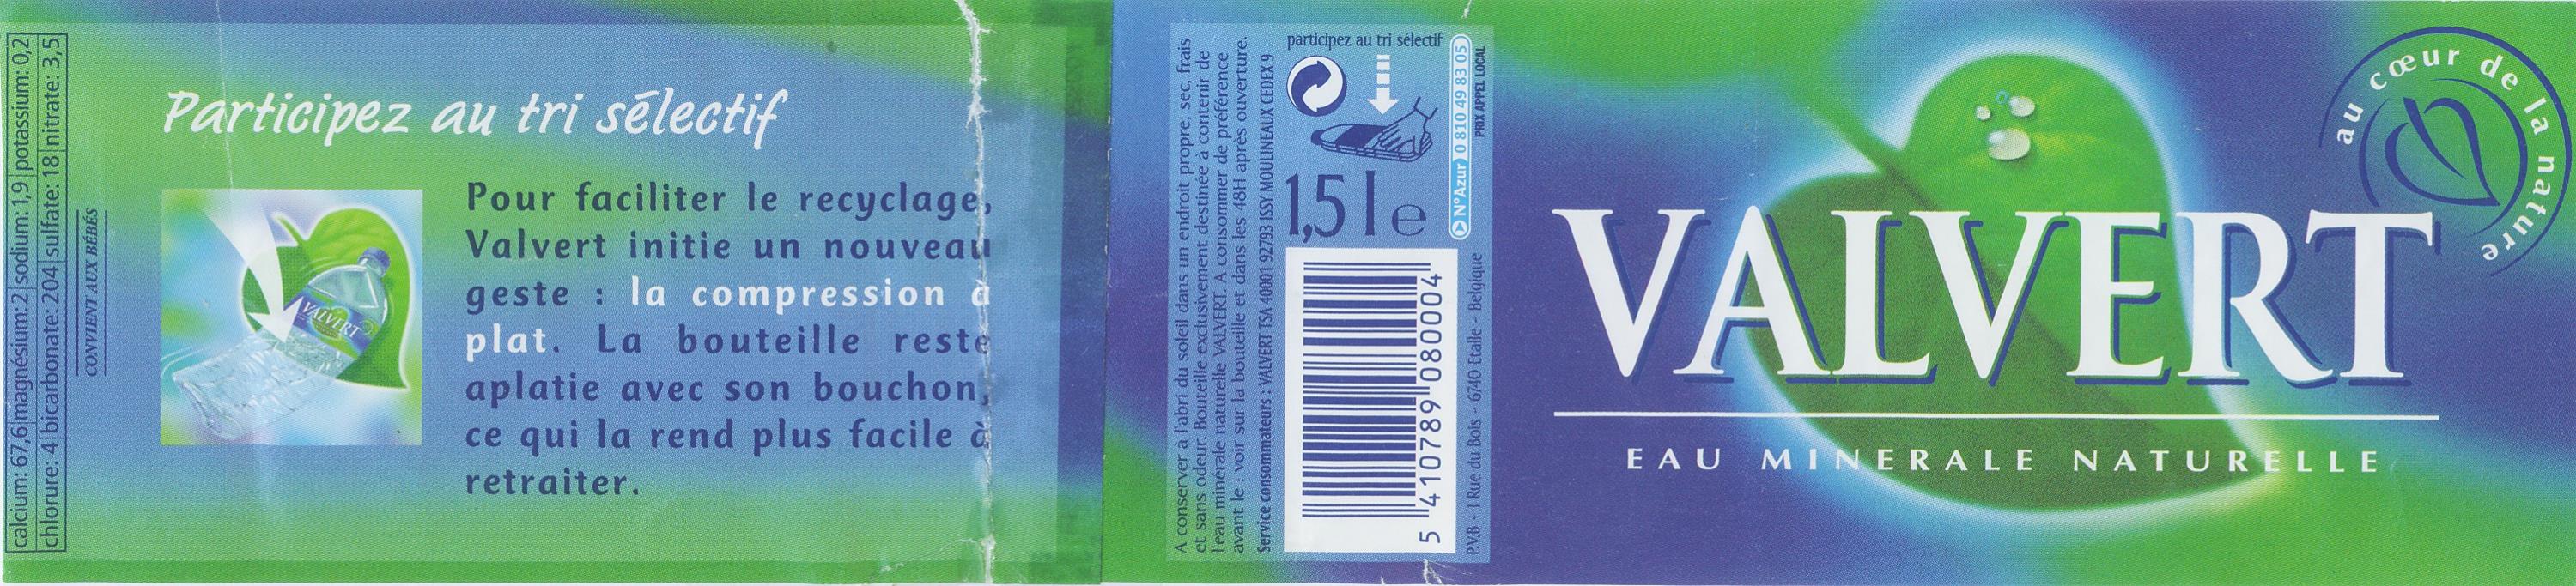 calcium: 67,6 magnésium: 2 sodium: 1,9 potassium: 0,2
chlorure: 4 bicarbonate: 204 sulfate: 18 nitrate: 3,5
CONVIENT AUX BÉBÉS
Participez au tri sélectif
VALVERT
Pour faciliter le recyclage,
Valvert initie un nouveau
geste : la compression à
plat. La bouteille reste
aplatie avec son bouchon,
ce qui la rend plus facile à
retraiter.
A conserver à l'abri du soleil dans un endroit propre, sec, frais
et sans odeur. Bouteille exclusivement destinée à contenir de
l'eau minérale naturelle VALVERT. A consommer de préférence
avant le : voir sur la bouteille et dans les 48H après ouverture.
Service consommateurs : VALVERT TSA 40001 92793 ISSY MOULINEAUX CEDEX 9
participez au tri sélectif
1,5 l e
N°Azur 0 810 49 83 05
PRIX APPEL LOCAL
5 410789 080004
P.V.B - 1 Rue du Bois - 6740 Etalle - Belgique
au cœur de la nature
VALVERT
EAU MINERALE NATURELLE